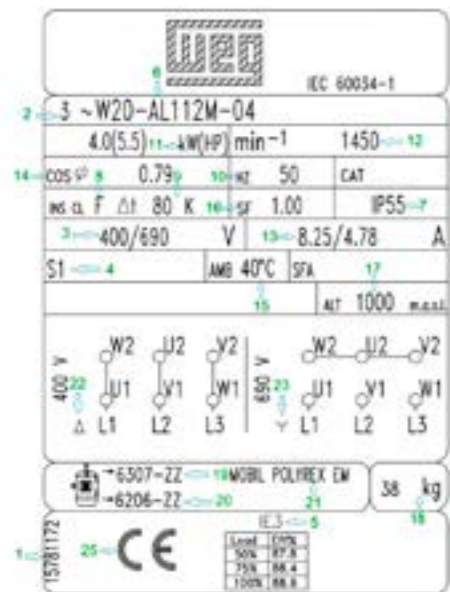 weg
6 IEC 60034-1
2 3 ~W20-AL112M-04
4.0(5.5) 11 kW(HP) min-1 1450 12
14 COS φ 8 0.79 9 10 HZ 50 CAT
INS CL F Δt 80 K 16 SF 1.00 IP55 7
3 400/690 V 13 8.25/4.78 A
S1 4 AMB 40°C SFA 17
15 ALT 1000 m.a.s.l.
W2 U2 V2 W2 U2 V2
400 V 690 V
22 U1 V1 W1 23 U1 V1 W1
Δ L1 L2 L3 Y L1 L2 L3
6307-ZZ 19 MOBIL POLYREX EM
6206-ZZ 20 21 38 kg
18
IE3 5
1 15781172 25 CE
Load Eff%
50% 87.8
75% 88.4
100% 88.6